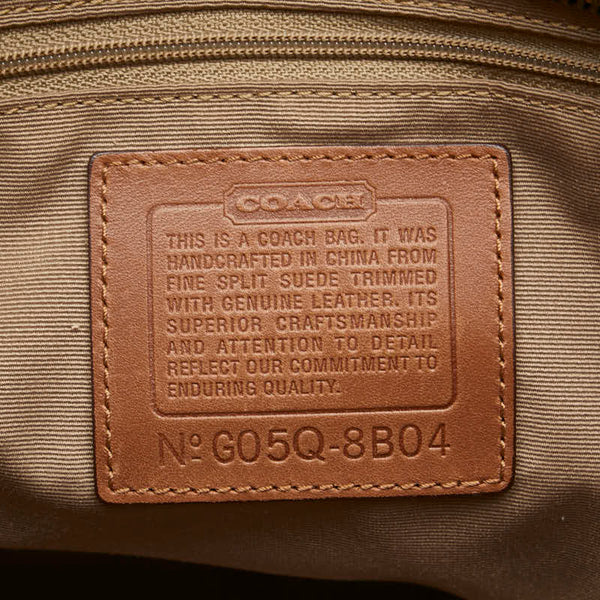 COACH
THIS IS A COACH BAG. IT WAS
HANDCRAFTED IN CHINA FROM
FINE SPLIT SUEDE TRIMMED
WITH GENUINE LEATHER. ITS
SUPERIOR CRAFTSMANSHIP
AND ATTENTION TO DETAIL
REFLECT OUR COMMITMENT TO
ENDURING QUALITY.
Nº G05Q-8B04